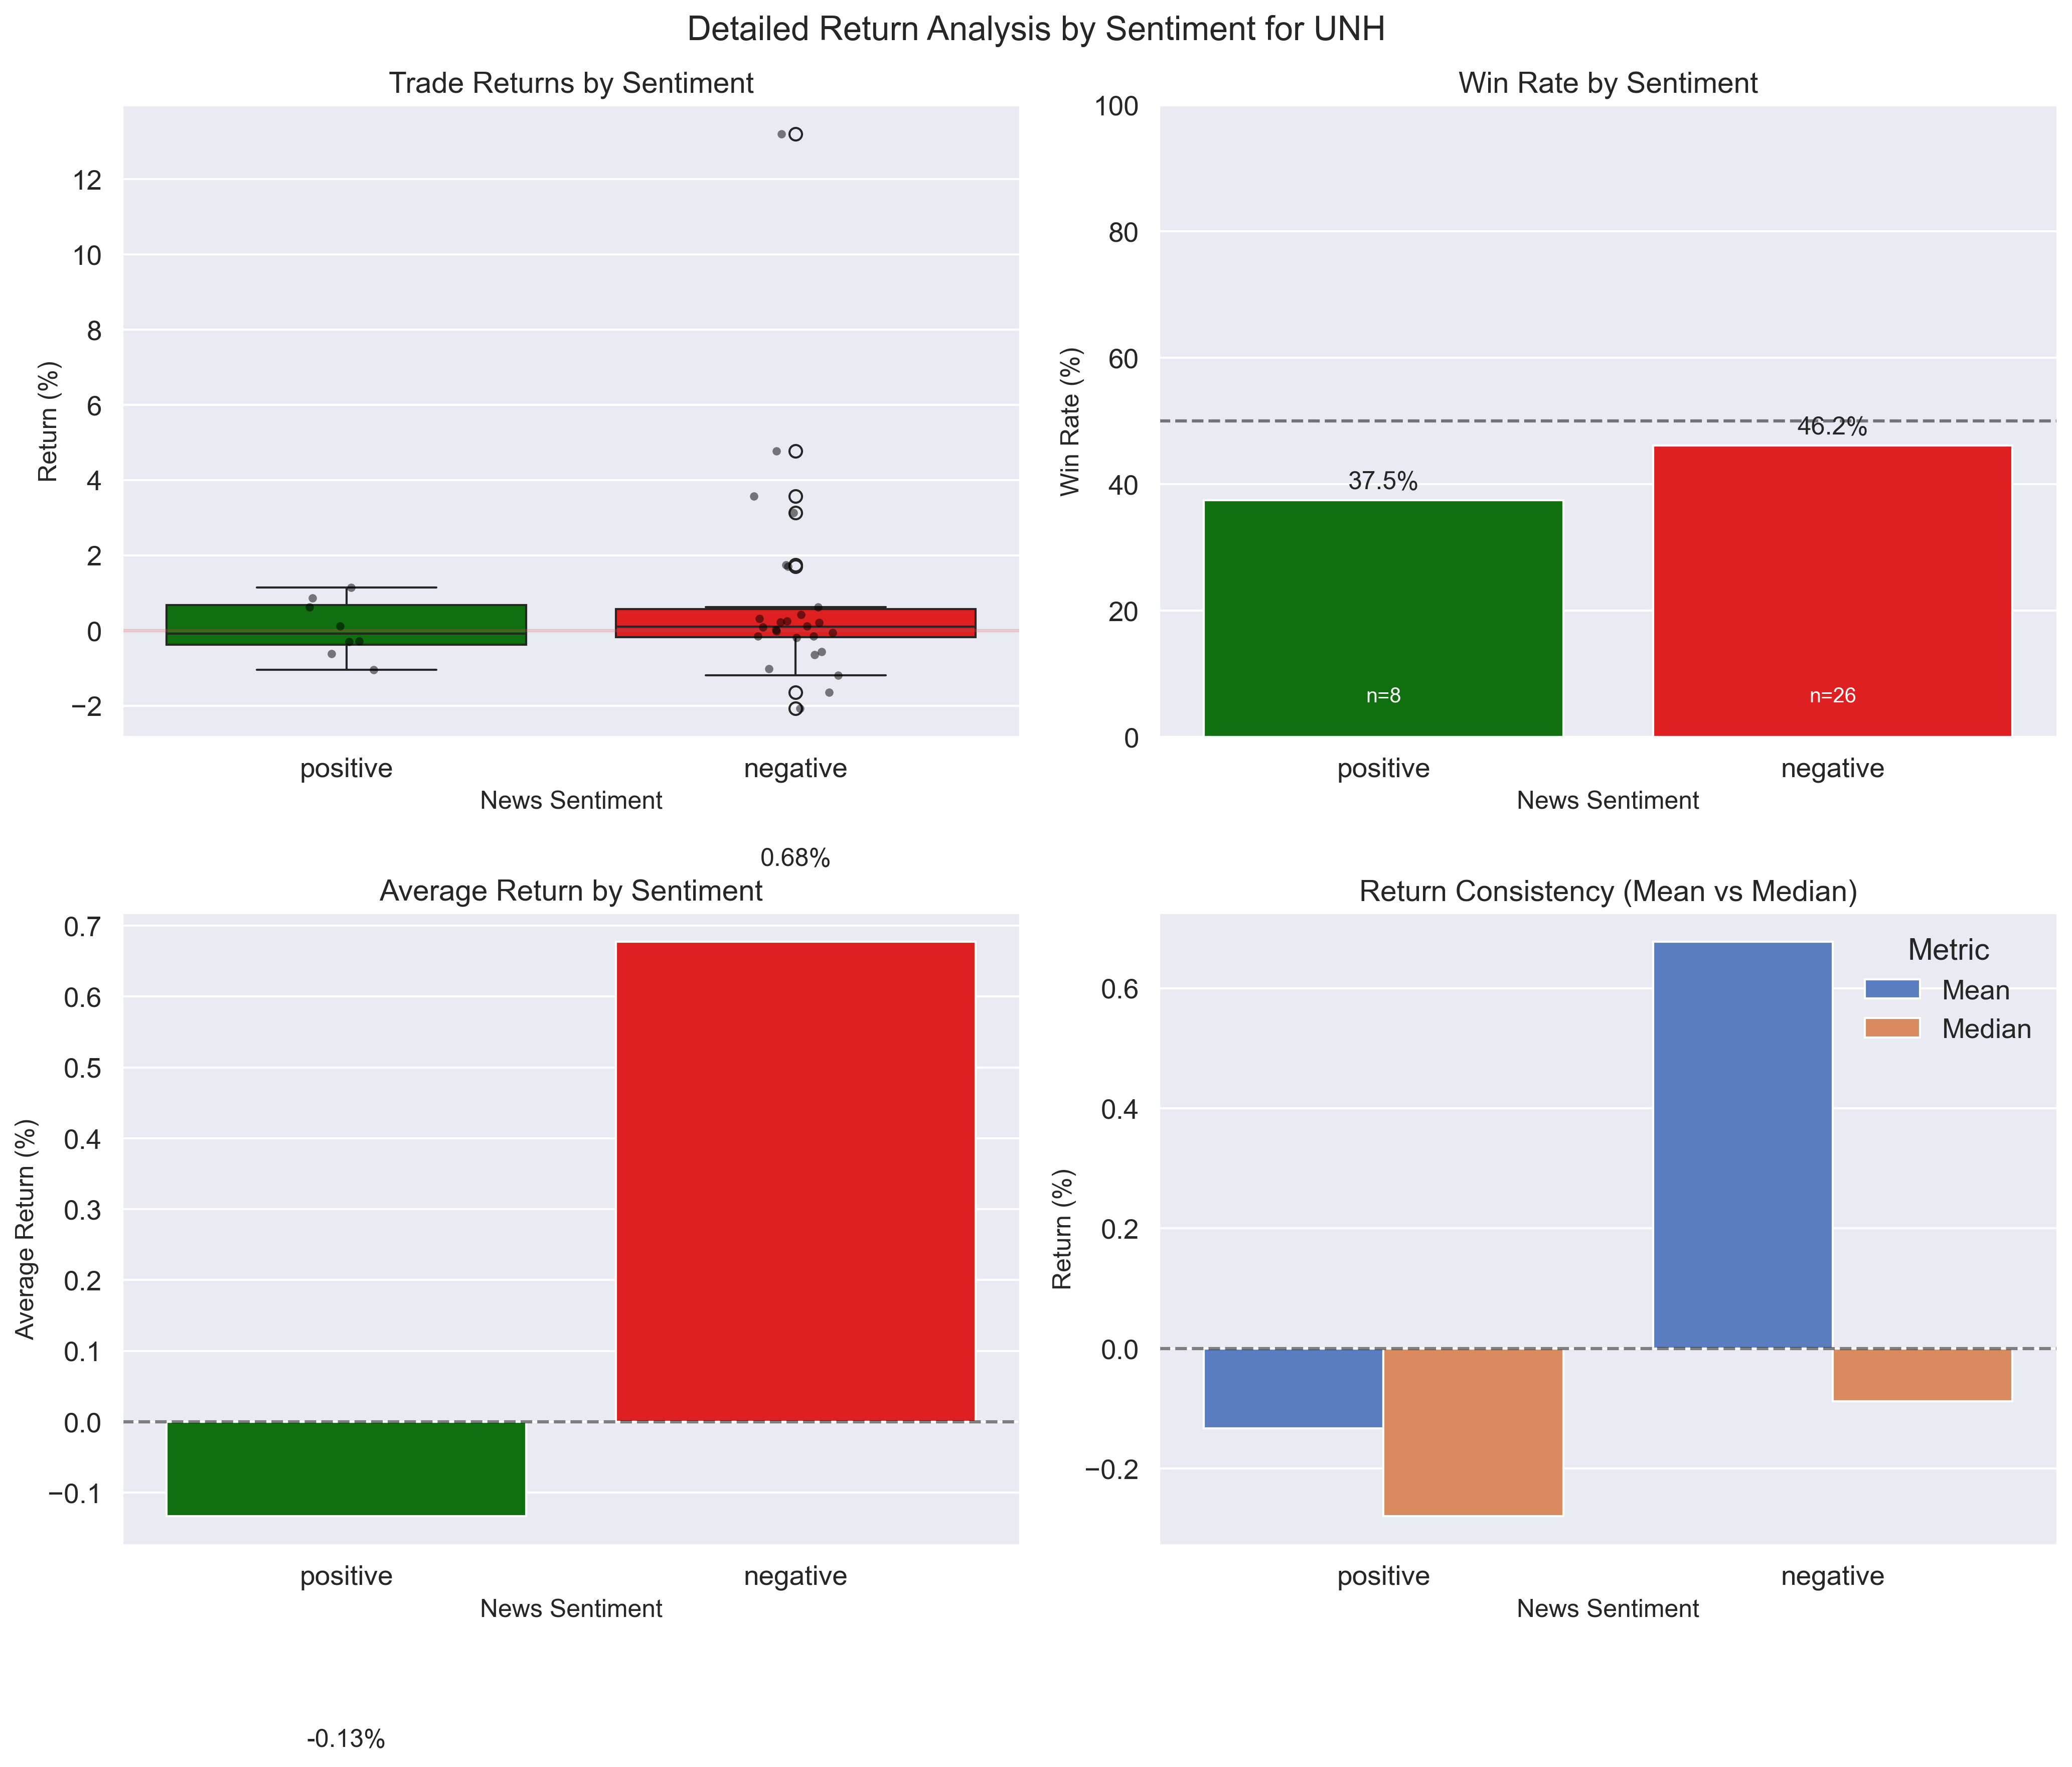 Detailed Return Analysis by Sentiment for UNH
Trade Returns by Sentiment
Return (%)
12
10
8
6
4
2
0
−2
positive
negative
News Sentiment
Win Rate by Sentiment
Win Rate (%)
100
80
60
40
20
0
37.5%
46.2%
n=8
n=26
positive
negative
News Sentiment
0.68%
Average Return by Sentiment
Average Return (%)
0.7
0.6
0.5
0.4
0.3
0.2
0.1
0.0
−0.1
positive
negative
News Sentiment
-0.13%
Return Consistency (Mean vs Median)
Return (%)
0.6
0.4
0.2
0.0
−0.2
Metric
Mean
Median
positive
negative
News Sentiment